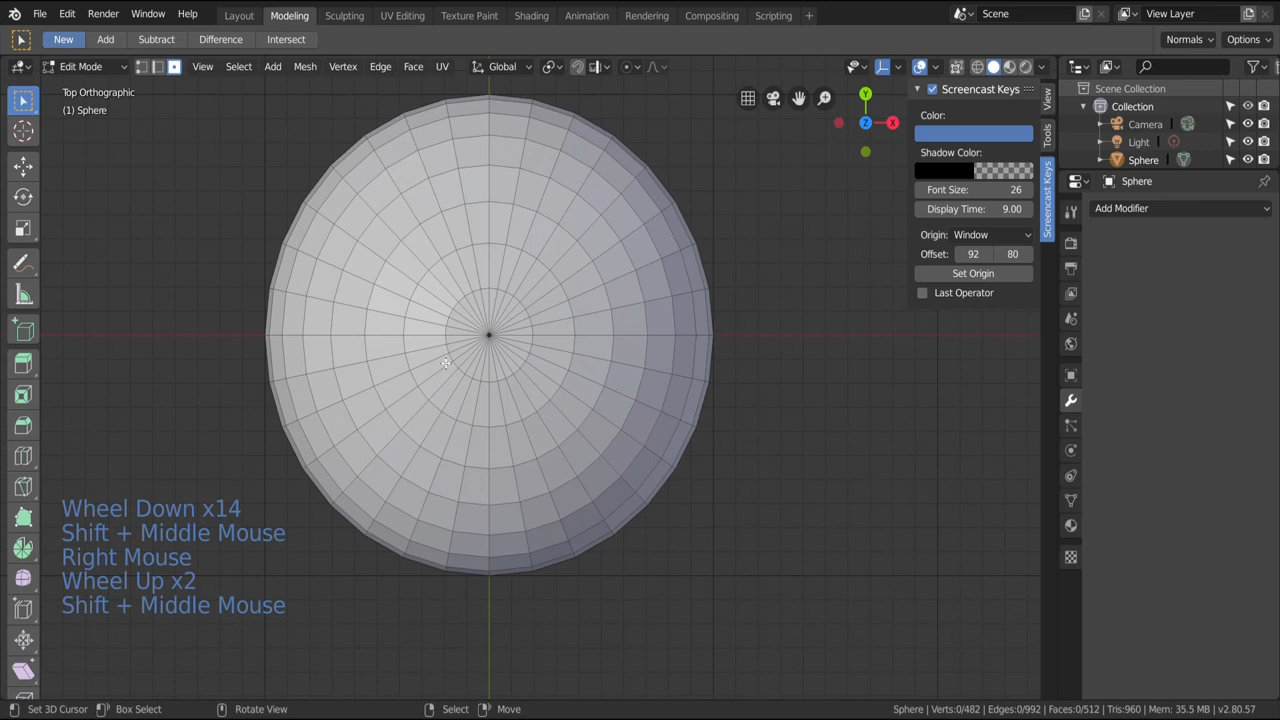 File Edit Render Window Help Layout Modeling Sculpting UV Editing Texture Paint Shading Animation Rendering Compositing Scripting + Scene View Layer
New Add Subtract Difference Intersect Normals Options
Edit Mode View Select Add Mesh Vertex Edge Face UV Global
Top Orthographic
(1) Sphere
Y
X
Z
Screencast Keys
Color:
Shadow Color:
Font Size: 26
Display Time: 9.00
Origin: Window
Offset: 92 80
Set Origin
Last Operator
View
Tools
Screencast Keys
Scene Collection
Collection
Camera
Light
Sphere
Sphere
Add Modifier
Wheel Down x14
Shift + Middle Mouse
Right Mouse
Wheel Up x2
Shift + Middle Mouse
Set 3D Cursor Box Select Rotate View Select Move Sphere | Verts:0/482 | Edges:0/992 | Faces:0/512 | Tris:960 | Mem: 35.5 MB | v2.80.57